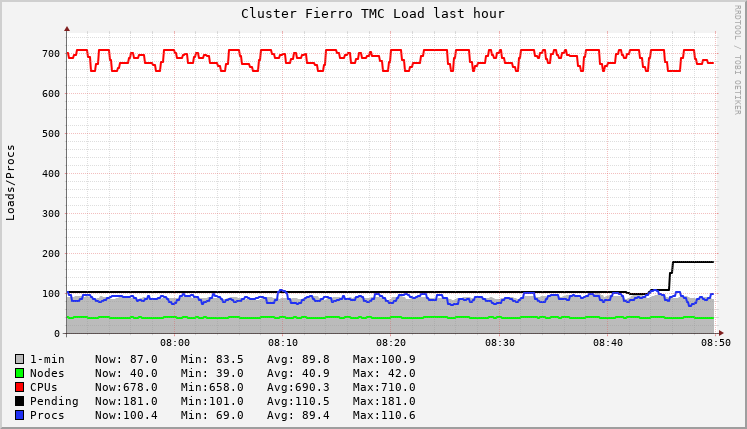 Cluster Fierro TMC Load last hour
RRDTOOL / TOBI OETIKER
Loads/Procs
700
600
500
400
300
200
100
0
08:00 08:10 08:20 08:30 08:40 08:50
1-min Now: 87.0 Min: 83.5 Avg: 89.8 Max:100.9
Nodes Now: 40.0 Min: 39.0 Avg: 40.9 Max: 42.0
CPUs Now:678.0 Min:658.0 Avg:690.3 Max:710.0
Pending Now:181.0 Min:101.0 Avg:110.5 Max:181.0
Procs Now:100.4 Min: 69.0 Avg: 89.4 Max:110.6